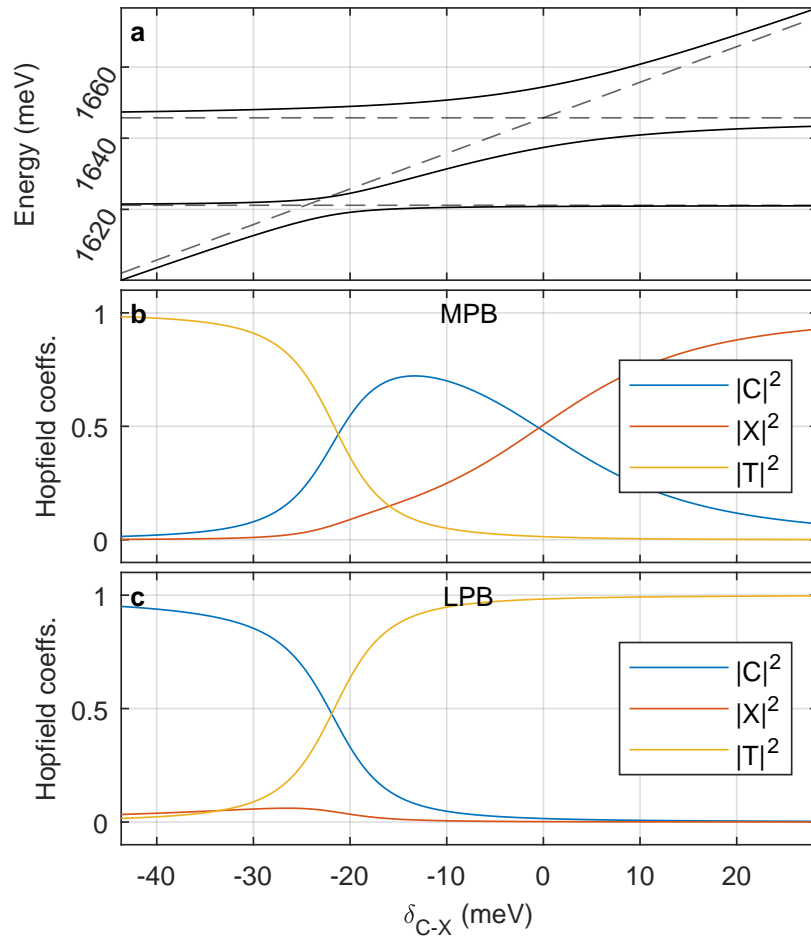 a
Energy (meV)
1660
1640
1620
b
MPB
Hopfield coeffs.
1
0.5
0
|C|²
|X|²
|T|²
c
LPB
Hopfield coeffs.
1
0.5
0
|C|²
|X|²
|T|²
-40 -30 -20 -10 0 10 20
δC-X (meV)